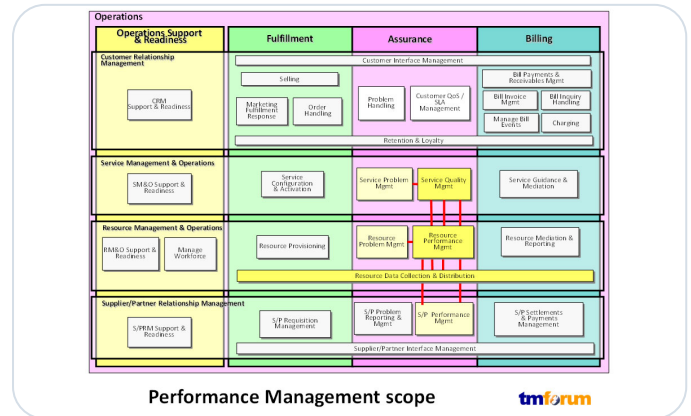 Operations
Operations Support
& Readiness
Fulfillment
Assurance
Billing
Customer Relationship
Management
Customer Interface Management
Selling
Bill Payments &
Receivables Mgmt
CRM
Support & Readiness
Marketing
Fulfillment
Response
Order
Handling
Problem
Handling
Customer QoS /
SLA
Management
Bill Invoice
Mgmt
Bill Inquiry
Handling
Manage Bill
Events
Charging
Retention & Loyalty
Service Management & Operations
SM&O Support &
Readiness
Service
Configuration
& Activation
Service Problem
Mgmt
Service Quality
Mgmt
Service Guidance &
Mediation
Resource Management & Operations
RM&O Support &
Readiness
Manage
Workforce
Resource Provisioning
Resource
Problem Mgmt
Resource
Performance
Mgmt
Resource Mediation &
Reporting
Resource Data Collection & Distribution
Supplier/Partner Relationship Management
S/PRM Support &
Readiness
S/P Requisition
Management
S/P Problem
Reporting &
Mgmt
S/P Performance
Mgmt
S/P Settlements
& Payments
Management
Supplier/Partner Interface Management
Performance Management scope
tmforum